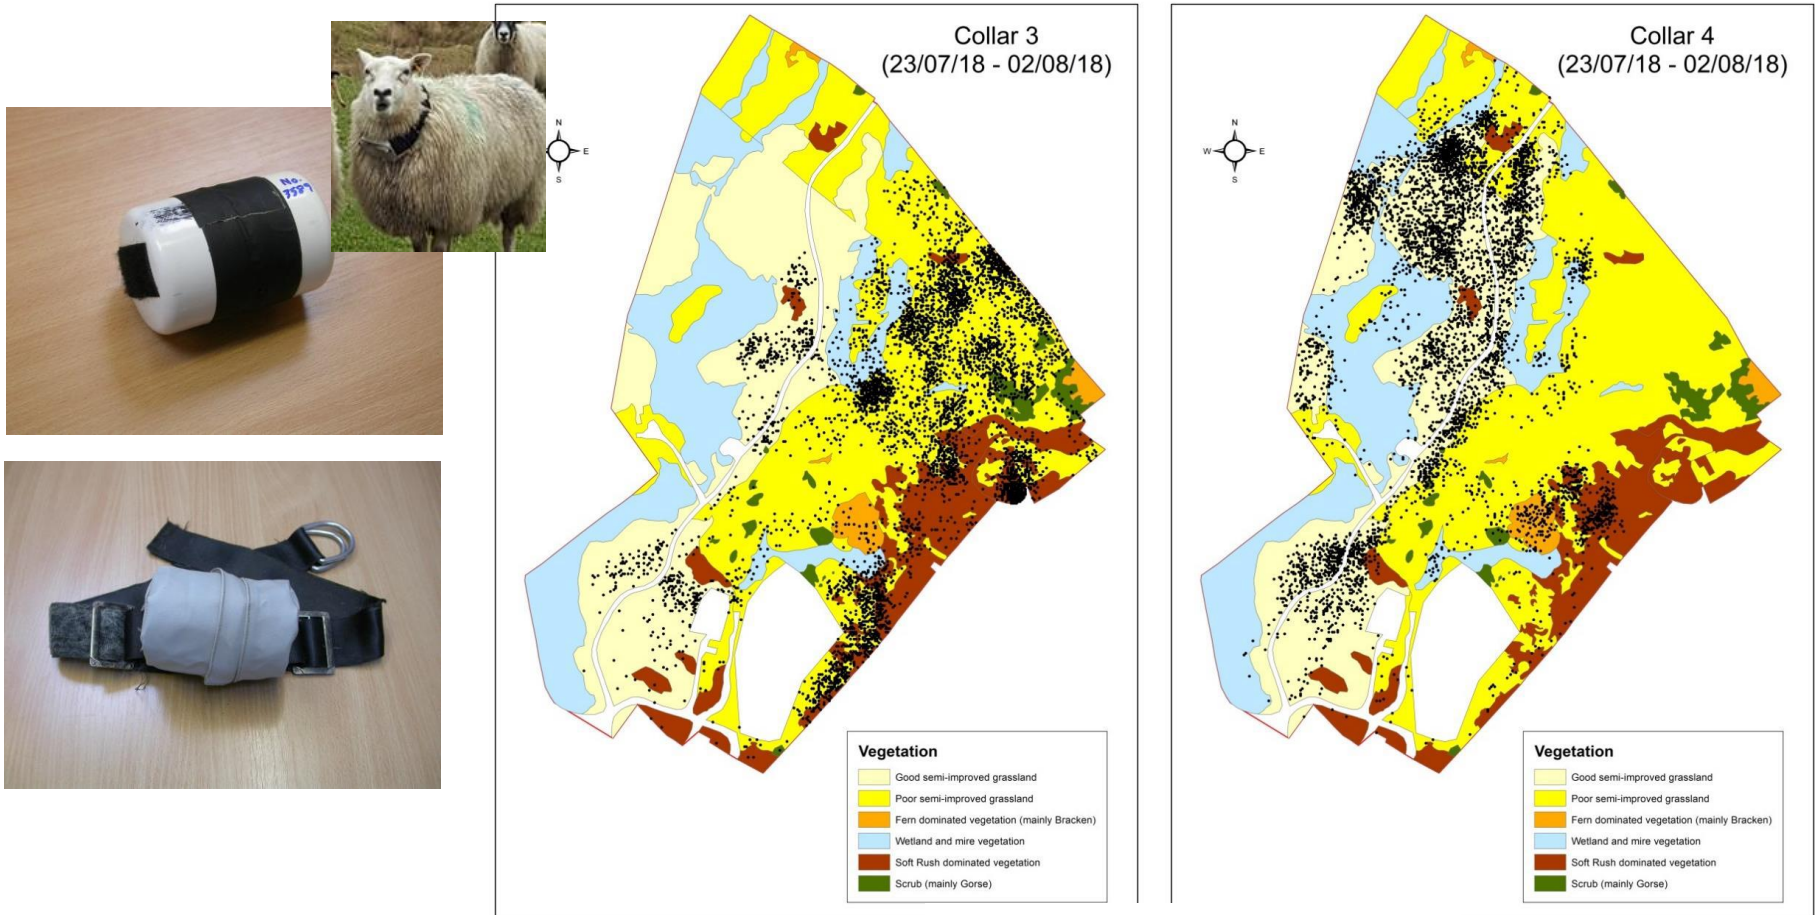 No.
3589
Collar 3
(23/07/18 - 02/08/18)
N
E
S
Vegetation
Good semi-improved grassland
Poor semi-improved grassland
Fern dominated vegetation (mainly Bracken)
Wetland and mire vegetation
Soft Rush dominated vegetation
Scrub (mainly Gorse)
Collar 4
(23/07/18 - 02/08/18)
N
W
E
S
Vegetation
Good semi-improved grassland
Poor semi-improved grassland
Fern dominated vegetation (mainly Bracken)
Wetland and mire vegetation
Soft Rush dominated vegetation
Scrub (mainly Gorse)